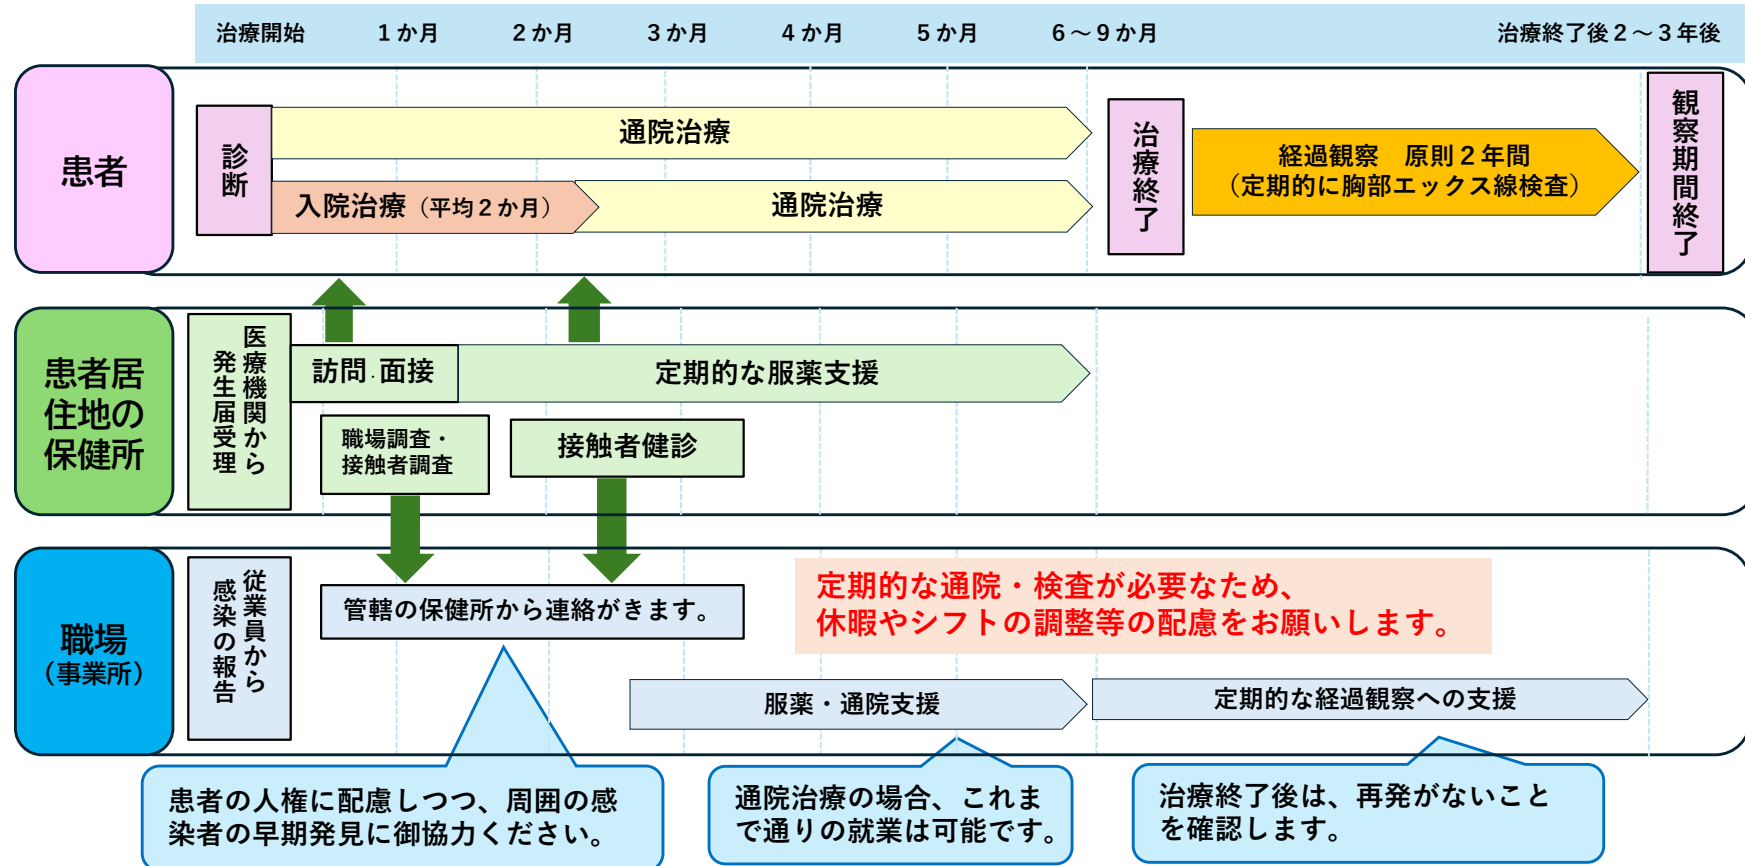 治療開始
1か月
2か月
3か月
4か月
5か月
6～9か月
治療終了後2～3年後
患者
診断
通院治療
入院治療（平均2か月）
通院治療
治療終了
経過観察　原則2年間
（定期的に胸部エックス線検査）
観察期間終了
患者居
住地の
保健所
医療機関から
発生届受理
訪問．面接
定期的な服薬支援
職場調査・
接触者調査
接触者健診
職場
（事業所）
従業員から
感染の報告
管轄の保健所から連絡がきます。
定期的な通院・検査が必要なため、
休暇やシフトの調整等の配慮をお願いします。
服薬・通院支援
定期的な経過観察への支援
患者の人権に配慮しつつ、周囲の感
染者の早期発見に御協力ください。
通院治療の場合、これま
で通りの就業は可能です。
治療終了後は、再発がないこと
を確認します。